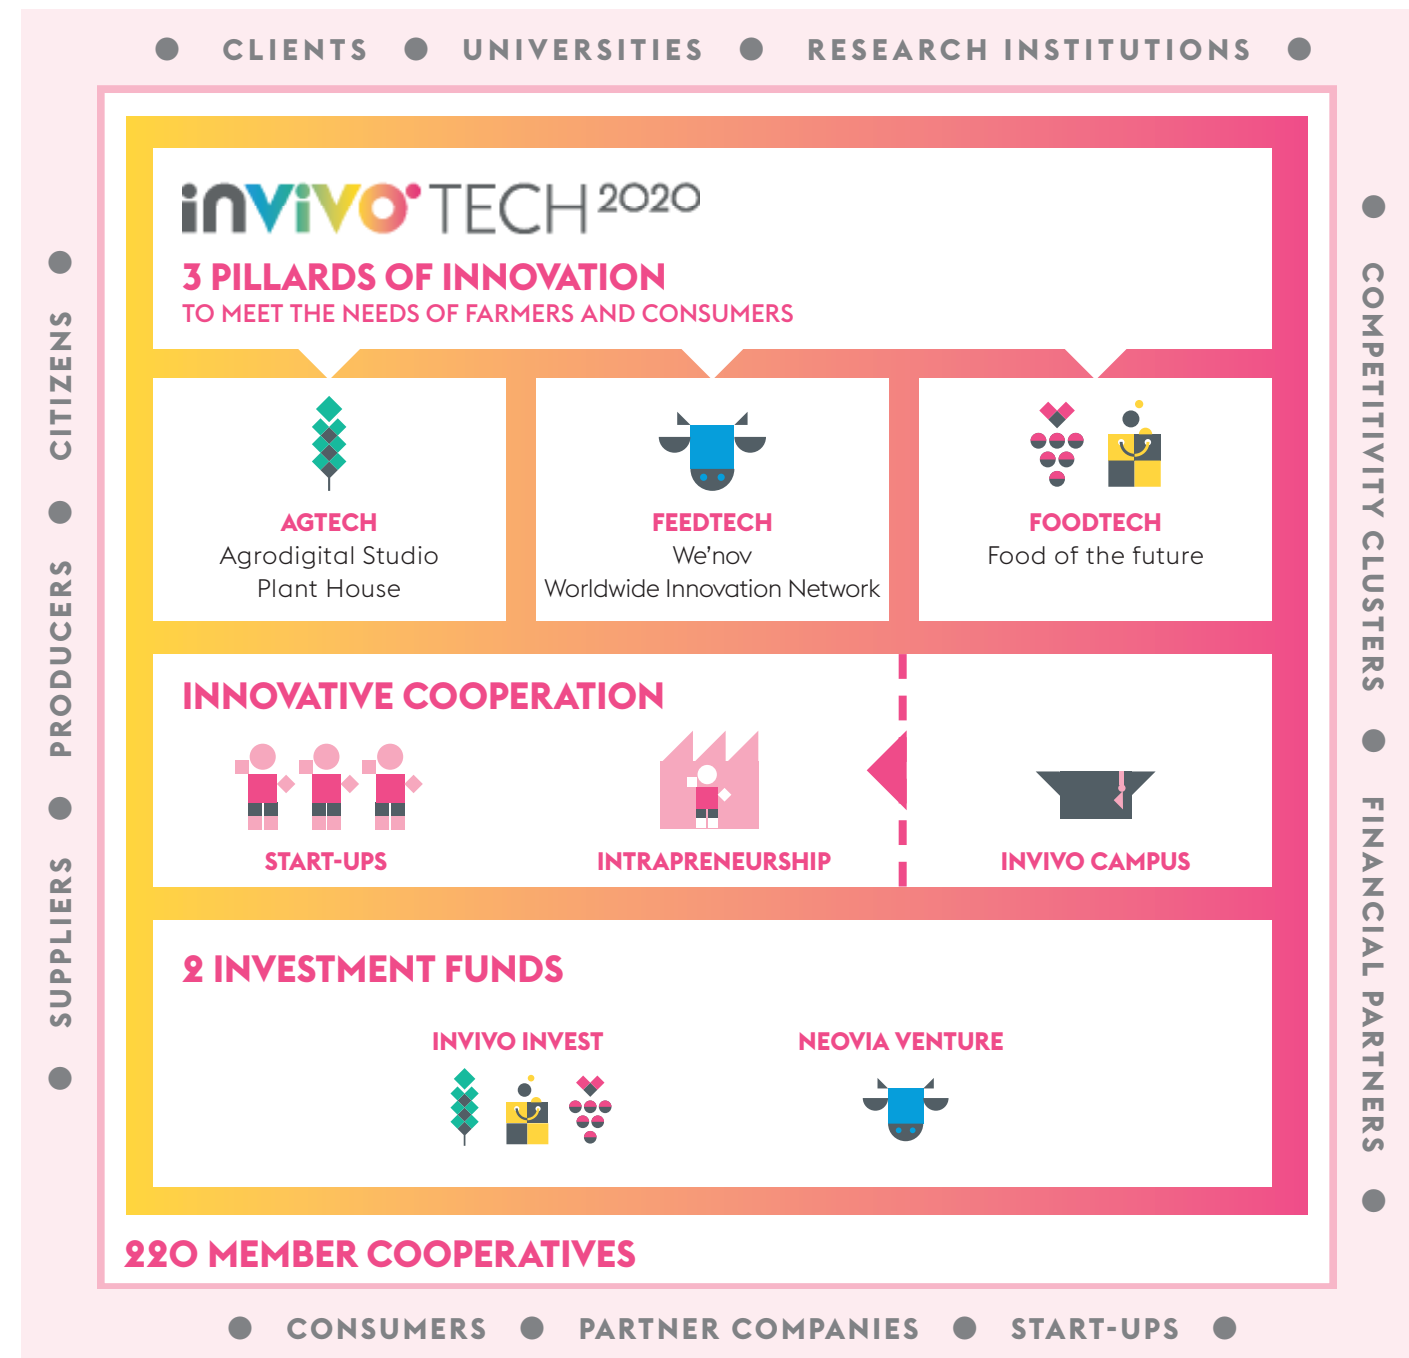 CLIENTS ● UNIVERSITIES ● RESEARCH INSTITUTIONS
invivo TECH 2020
3 PILLARDS OF INNOVATION
TO MEET THE NEEDS OF FARMERS AND CONSUMERS
AGTECH
Agrodigital Studio
Plant House
FEEDTECH
We'nov
Worldwide Innovation Network
FOODTECH
Food of the future
INNOVATIVE COOPERATION
START-UPS
INTRAPRENEURSHIP
INVIVO CAMPUS
2 INVESTMENT FUNDS
INVIVO INVEST
NEOVIA VENTURE
220 MEMBER COOPERATIVES
SUPPLIERS ● PRODUCERS ● CITIZENS
COMPETITIVITY CLUSTERS ● FINANCIAL PARTNERS
CONSUMERS ● PARTNER COMPANIES ● START-UPS